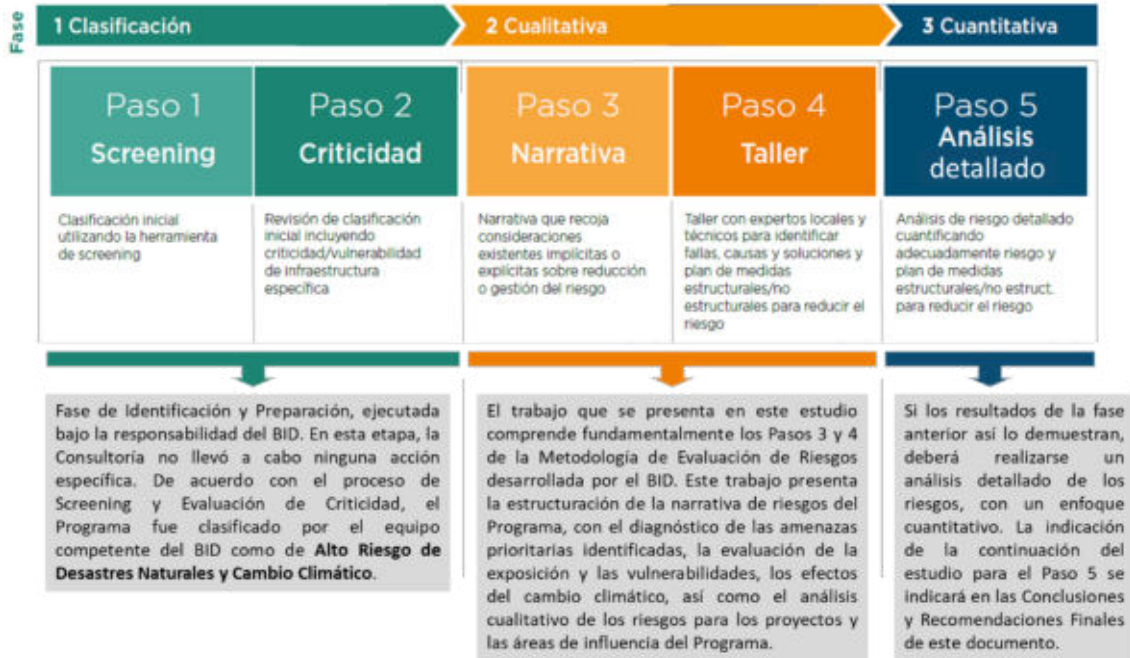 Fase
1 Clasificación
2 Cualitativa
3 Cuantitativa
Paso 1
Screening
Paso 2
Criticidad
Paso 3
Narrativa
Paso 4
Taller
Paso 5
Análisis
detallado
Clasificación inicial
utilizando la herramienta
de screening
Revisión de clasificación
inicial incluyendo
criticidad/vulnerabilidad
de infraestructura
específica
Narrativa que recoja
consideraciones
existentes implícitas o
explícitas sobre reducción
o gestión del riesgo
Taller con expertos locales y
técnicos para identificar
fallas, causas y soluciones y
plan de medidas
estructurales/no
estructurales para reducir el
riesgo
Análisis de riesgo detallado
cuantificando
adecuadamente riesgo y
plan de medidas
estructurales/no estruct.
para reducir el riesgo
Fase de Identificación y Preparación, ejecutada
bajo la responsabilidad del BID. En esta etapa, la
Consultoría no llevó a cabo ninguna acción
específica. De acuerdo con el proceso de
Screening y Evaluación de Criticidad, el
Programa fue clasificado por el equipo
competente del BID como de Alto Riesgo de
Desastres Naturales y Cambio Climático.
El trabajo que se presenta en este estudio
comprende fundamentalmente los Pasos 3 y 4
de la Metodología de Evaluación de Riesgos
desarrollada por el BID. Este trabajo presenta
la estructuración de la narrativa de riesgos del
Programa, con el diagnóstico de las amenazas
prioritarias identificadas, la evaluación de la
exposición y las vulnerabilidades, los efectos
del cambio climático, así como el análisis
cualitativo de los riesgos para los proyectos y
las áreas de influencia del Programa.
Si los resultados de la fase
anterior así lo demuestran,
deberá realizarse un
análisis detallado de los
riesgos, con un enfoque
cuantitativo. La indicación
de la continuación del
estudio para el Paso 5 se
indicará en las Conclusiones
y Recomendaciones Finales
de este documento.